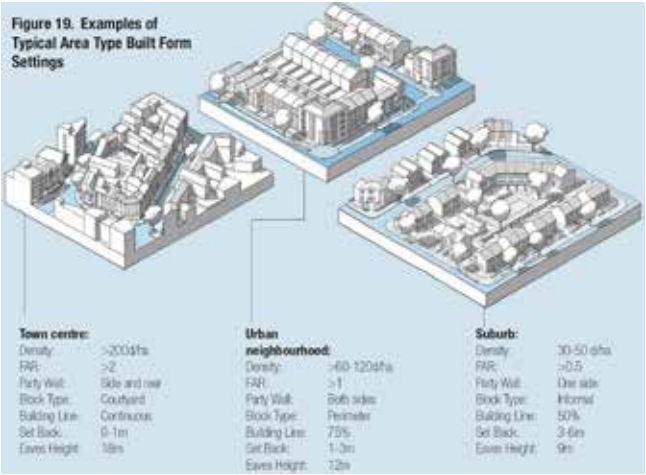 Figure 19. Examples of
Typical Area Type Built Form
Settings
Town centre:
Density: >200d/ha
FAR: >2
Party Wall: Side and rear
Block Type: Courtyard
Building Line: Continuous
Set Back: 0-1m
Eaves Height: 18m
Urban
neighbourhood:
Density: >60-120d/ha
FAR: >1
Party Wall: Both sides
Block Type: Perimeter
Building Line: 75%
Set Back: 1-3m
Eaves Height: 12m
Suburb:
Density: 30-50 d/ha
FAR: >0.5
Party Wall: One side
Block Type: Informal
Building Line: 50%
Set Back: 3-6m
Eaves Height: 9m